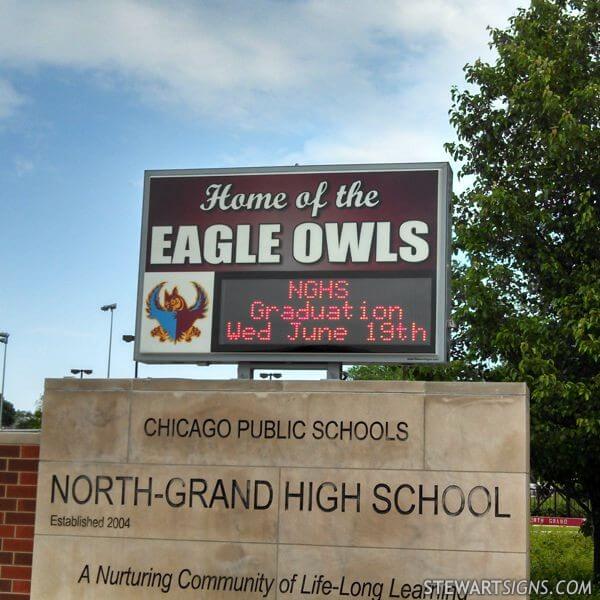 Home of the
EAGLE OWLS
NGHS
Graduation
Wed June 19th
CHICAGO PUBLIC SCHOOLS
NORTH-GRAND HIGH SCHOOL
Established 2004
A Nurturing Community of Life-Long Learning
STEWARTSIGNS.COM